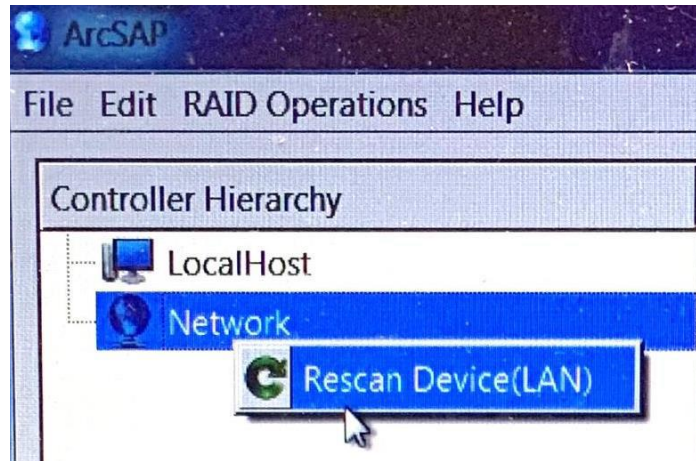 ArcSAP
File Edit RAID Operations Help
Controller Hierarchy
LocalHost
Network
Rescan Device(LAN)